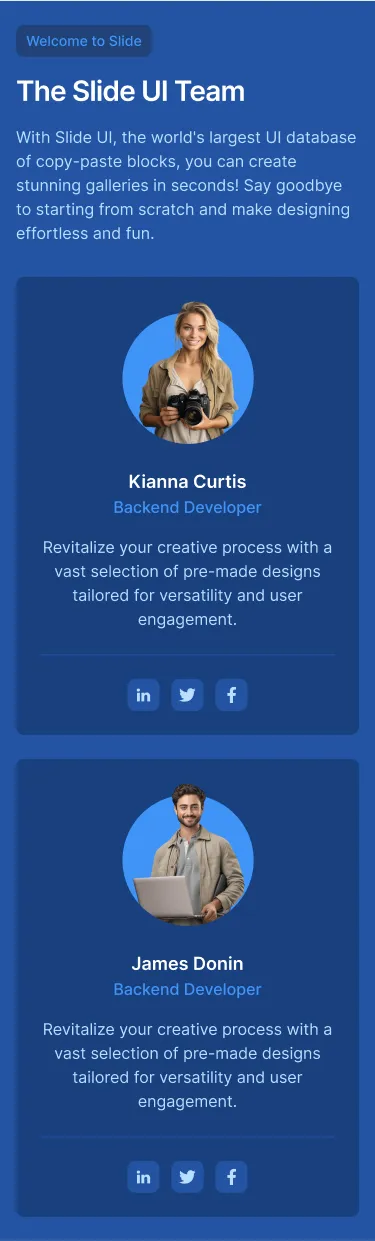 Welcome to Slide
The Slide UI Team
With Slide UI, the world's largest UI database
of copy-paste blocks, you can create
stunning galleries in seconds! Say goodbye
to starting from scratch and make designing
effortless and fun.
Kianna Curtis
Backend Developer
Revitalize your creative process with a
vast selection of pre-made designs
tailored for versatility and user
engagement.
in f
James Donin
Backend Developer
Revitalize your creative process with a
vast selection of pre-made designs
tailored for versatility and user
engagement.
in f